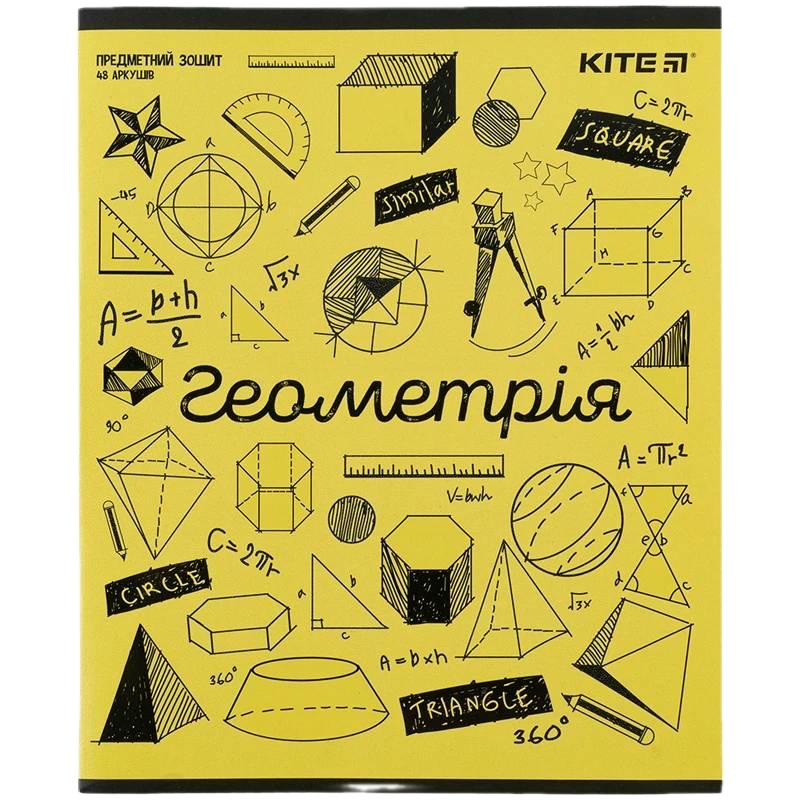 ПРЕДМЕТНИЙ ЗОШИТ
48 АРКУШІВ
KITE
®
C=2πr
SQUARE
similar
-45
a
D
b
C
A
B
F
G
H
C
E
D
√3x
A=b+h/2
a
b
c
A=1/2 bh
Геометрія
90°
A=πr²
V=bwh
f
a
e
b
d
c
C=2πr
CIRCLE
a
b
c
√3x
A=b×h
360°
TRIANGLE
360°